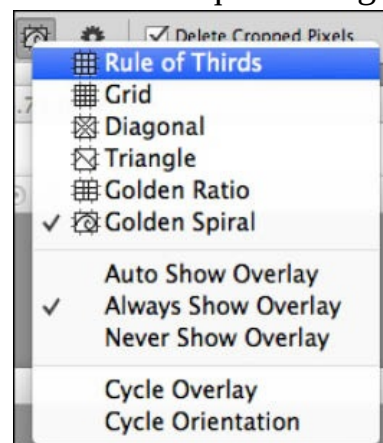 Delete Cropped Pixels
Rule of Thirds
Grid
Diagonal
Triangle
Golden Ratio
Golden Spiral
Auto Show Overlay
Always Show Overlay
Never Show Overlay
Cycle Overlay
Cycle Orientation